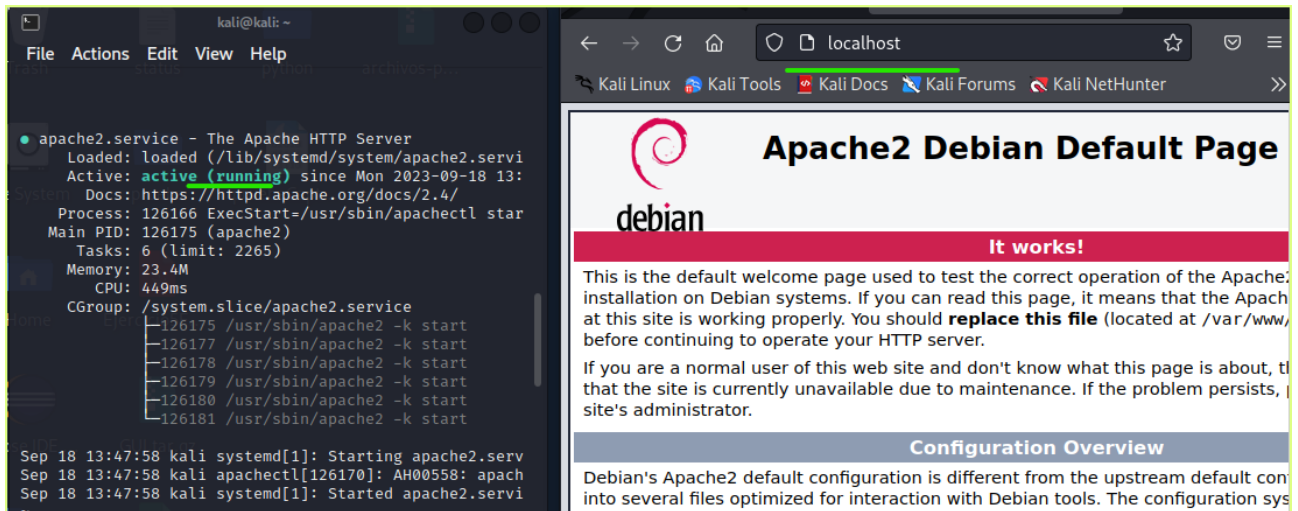 kali@kali: ~
File Actions Edit View Help
● apache2.service - The Apache HTTP Server
Loaded: loaded (/lib/systemd/system/apache2.servi
Active: active (running) since Mon 2023-09-18 13:
Docs: https://httpd.apache.org/docs/2.4/
Process: 126166 ExecStart=/usr/sbin/apachectl star
Main PID: 126175 (apache2)
Tasks: 6 (limit: 2265)
Memory: 23.4M
CPU: 449ms
CGroup: /system.slice/apache2.service
├─126175 /usr/sbin/apache2 -k start
├─126177 /usr/sbin/apache2 -k start
├─126178 /usr/sbin/apache2 -k start
├─126179 /usr/sbin/apache2 -k start
├─126180 /usr/sbin/apache2 -k start
└─126181 /usr/sbin/apache2 -k start
Sep 18 13:47:58 kali systemd[1]: Starting apache2.serv
Sep 18 13:47:58 kali apachectl[126170]: AH00558: apach
Sep 18 13:47:58 kali systemd[1]: Started apache2.servi
localhost
Kali Linux Kali Tools Kali Docs Kali Forums Kali NetHunter
debian
Apache2 Debian Default Page
It works!
This is the default welcome page used to test the correct operation of the Apache2
installation on Debian systems. If you can read this page, it means that the Apach
at this site is working properly. You should replace this file (located at /var/www/
before continuing to operate your HTTP server.
If you are a normal user of this web site and don't know what this page is about, th
that the site is currently unavailable due to maintenance. If the problem persists,
site's administrator.
Configuration Overview
Debian's Apache2 default configuration is different from the upstream default con
into several files optimized for interaction with Debian tools. The configuration sys